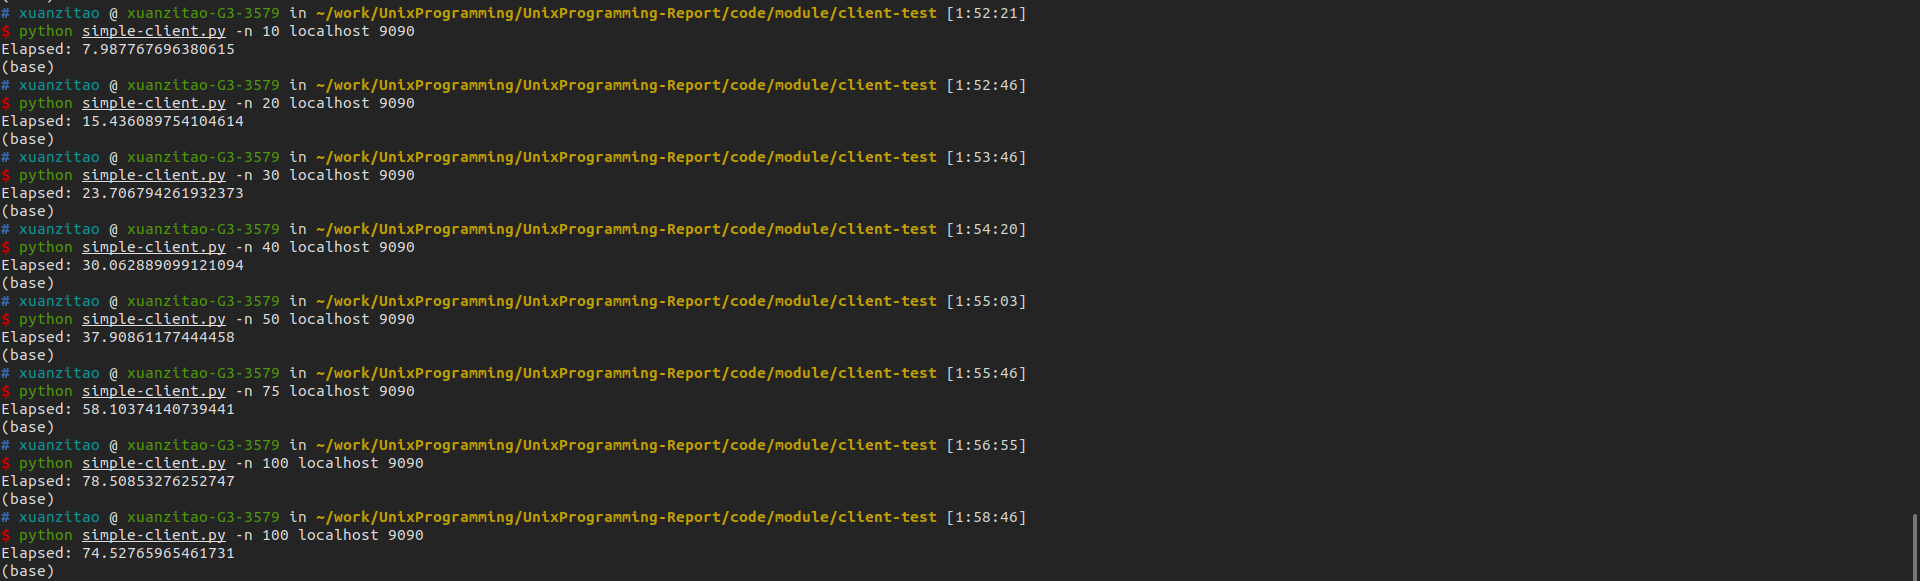 # xuanzitao @ xuanzitao-G3-3579 in ~/work/UnixProgramming/UnixProgramming-Report/code/module/client-test [1:52:21]
$ python simple-client.py -n 10 localhost 9090
Elapsed: 7.987767696380615
(base)
# xuanzitao @ xuanzitao-G3-3579 in ~/work/UnixProgramming/UnixProgramming-Report/code/module/client-test [1:52:46]
$ python simple-client.py -n 20 localhost 9090
Elapsed: 15.436089754104614
(base)
# xuanzitao @ xuanzitao-G3-3579 in ~/work/UnixProgramming/UnixProgramming-Report/code/module/client-test [1:53:46]
$ python simple-client.py -n 30 localhost 9090
Elapsed: 23.706794261932373
(base)
# xuanzitao @ xuanzitao-G3-3579 in ~/work/UnixProgramming/UnixProgramming-Report/code/module/client-test [1:54:20]
$ python simple-client.py -n 40 localhost 9090
Elapsed: 30.062889099121094
(base)
# xuanzitao @ xuanzitao-G3-3579 in ~/work/UnixProgramming/UnixProgramming-Report/code/module/client-test [1:55:03]
$ python simple-client.py -n 50 localhost 9090
Elapsed: 37.90861177444458
(base)
# xuanzitao @ xuanzitao-G3-3579 in ~/work/UnixProgramming/UnixProgramming-Report/code/module/client-test [1:55:46]
$ python simple-client.py -n 75 localhost 9090
Elapsed: 58.10374140739441
(base)
# xuanzitao @ xuanzitao-G3-3579 in ~/work/UnixProgramming/UnixProgramming-Report/code/module/client-test [1:56:55]
$ python simple-client.py -n 100 localhost 9090
Elapsed: 78.50853276252747
(base)
# xuanzitao @ xuanzitao-G3-3579 in ~/work/UnixProgramming/UnixProgramming-Report/code/module/client-test [1:58:46]
$ python simple-client.py -n 100 localhost 9090
Elapsed: 74.52765965461731
(base)